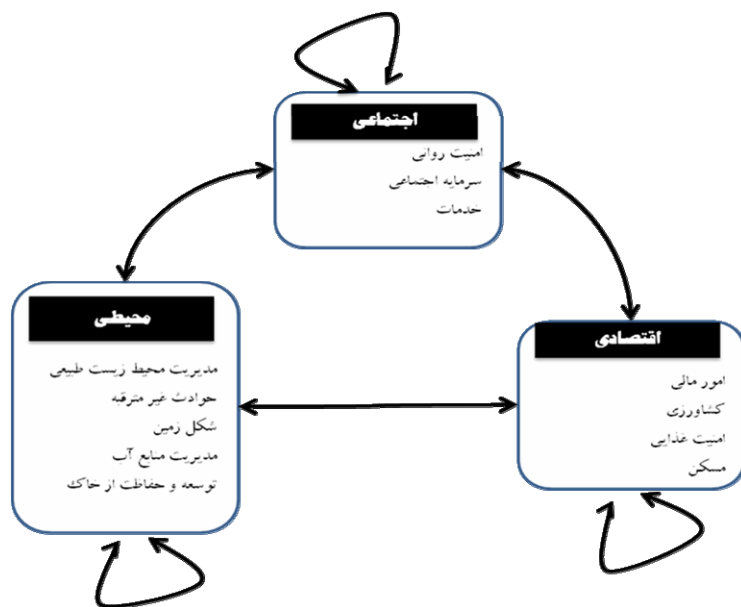 اجتماعی
امنیت روانی
سرمایه اجتماعی
خدمات
محیطی
مدیریت محیط زیست طبیعی
حوادث غیر مترقبه
شکل زمین
مدیریت منابع آب
توسعه و حفاظت از خاک
اقتصادی
امور مالی
کشاورزی
امنیت غذایی
مسکن